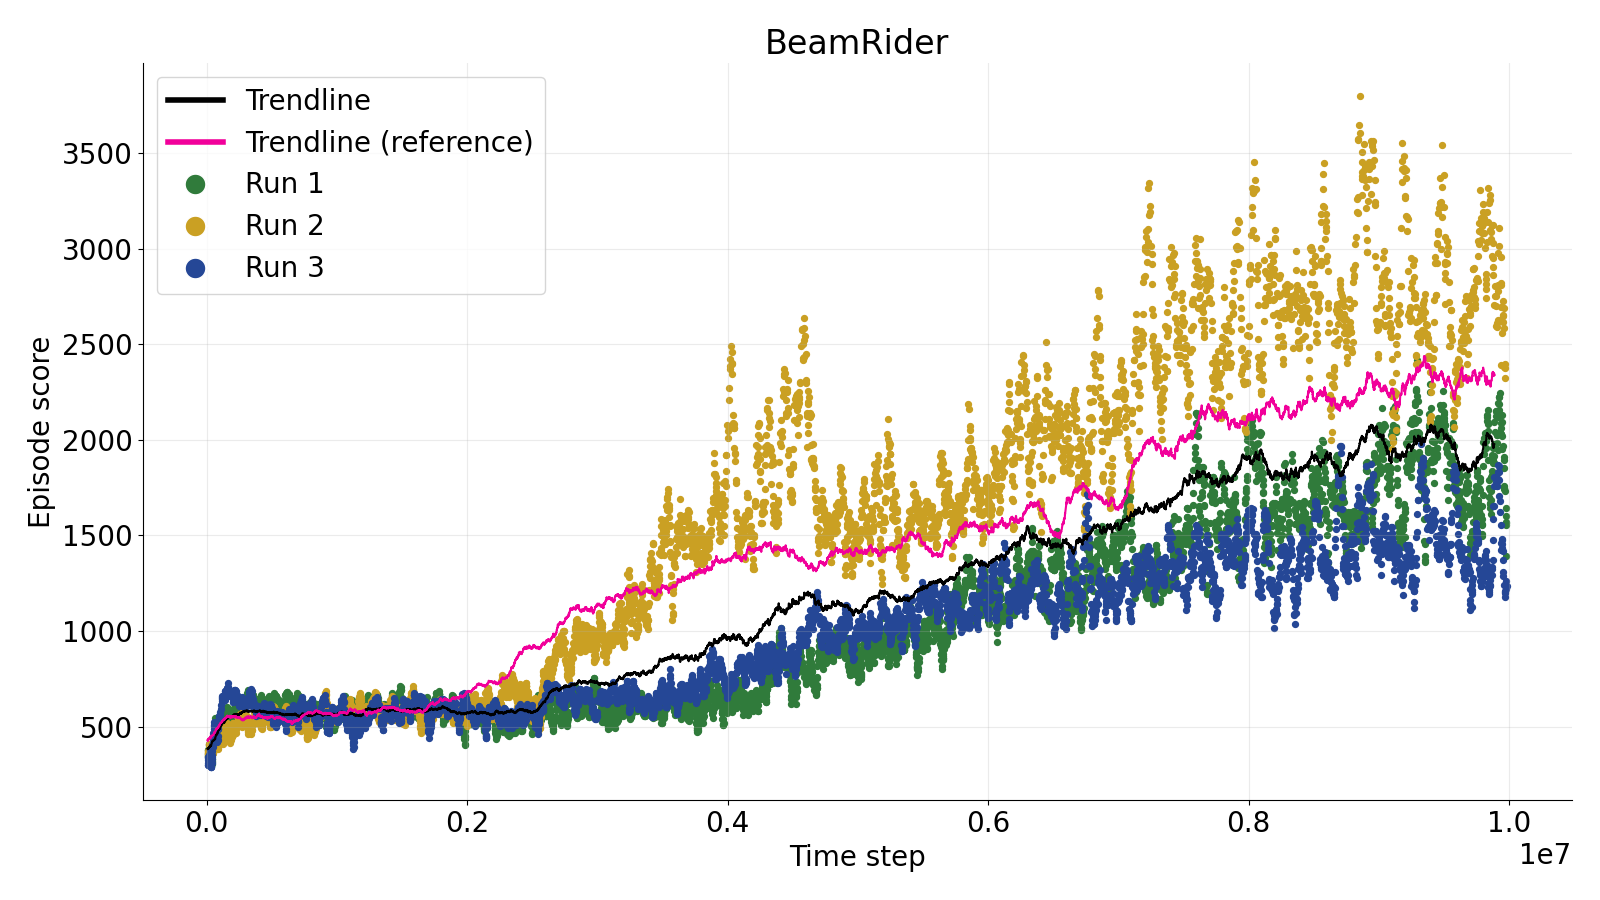 BeamRider
Trendline
Trendline (reference)
Run 1
Run 2
Run 3
Episode score
3500
3000
2500
2000
1500
1000
500
0.0 0.2 0.4 0.6 0.8 1.0
1e7
Time step